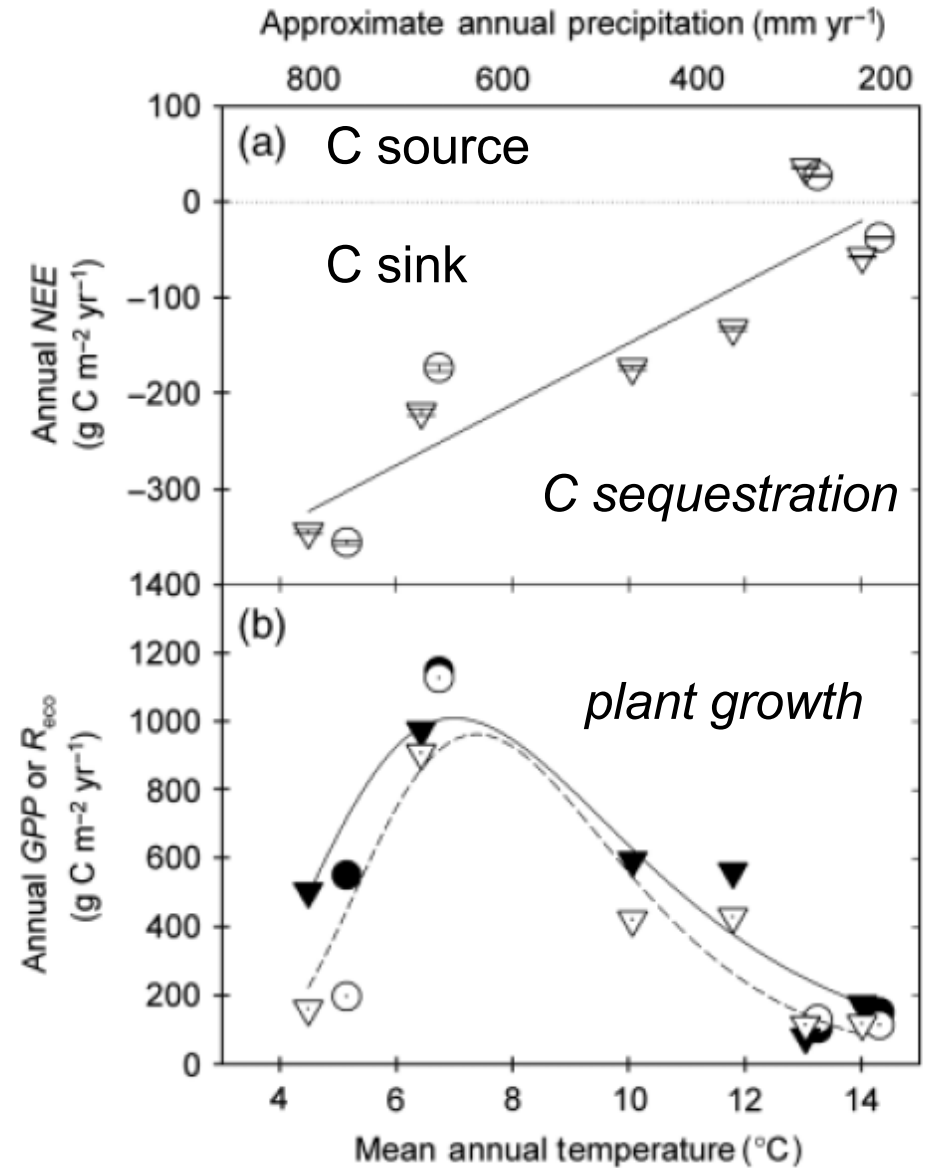 Approximate annual precipitation (mm yr⁻¹)
800 600 400 200
100
(a) C source
0
C sink
−100
−200
−300
C sequestration
Annual NEE
(g C m⁻² yr⁻¹)
1400
(b)
1200
plant growth
1000
800
600
400
200
0
Annual GPP or Reco
(g C m⁻² yr⁻¹)
4 6 8 10 12 14
Mean annual temperature (°C)